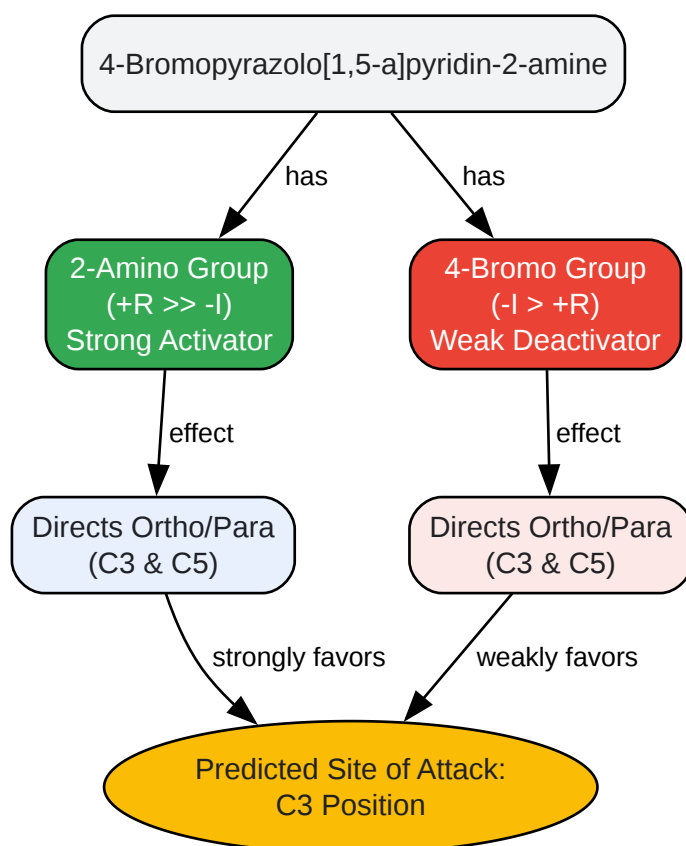 4-Bromopyrazolo[1,5-a]pyridin-2-amine
has
has
2-Amino Group
(+R >> -I)
Strong Activator
4-Bromo Group
(-I > +R)
Weak Deactivator
effect
effect
Directs Ortho/Para
(C3 & C5)
Directs Ortho/Para
(C3 & C5)
strongly favors
weakly favors
Predicted Site of Attack:
C3 Position